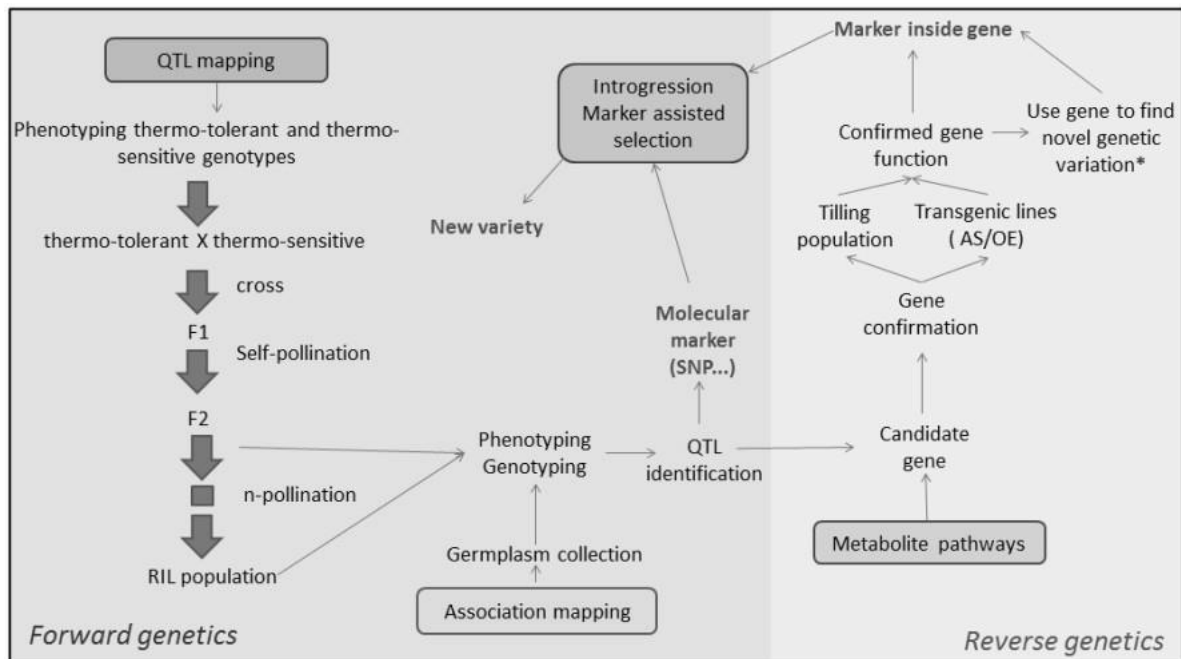 QTL mapping
Phenotyping thermo-tolerant and thermo-
sensitive genotypes
thermo-tolerant X thermo-sensitive
cross
F1
Self-pollination
F2
n-pollination
RIL population
Forward genetics
Introgression
Marker assisted
selection
New variety
Molecular
marker
(SNP...)
Phenotyping
Genotyping
QTL
identification
Germplasm collection
Association mapping
Marker inside gene
Confirmed gene
function
Use gene to find
novel genetic
variation*
Tilling
population
Transgenic lines
( AS/OE)
Gene
confirmation
Candidate
gene
Metabolite pathways
Reverse genetics